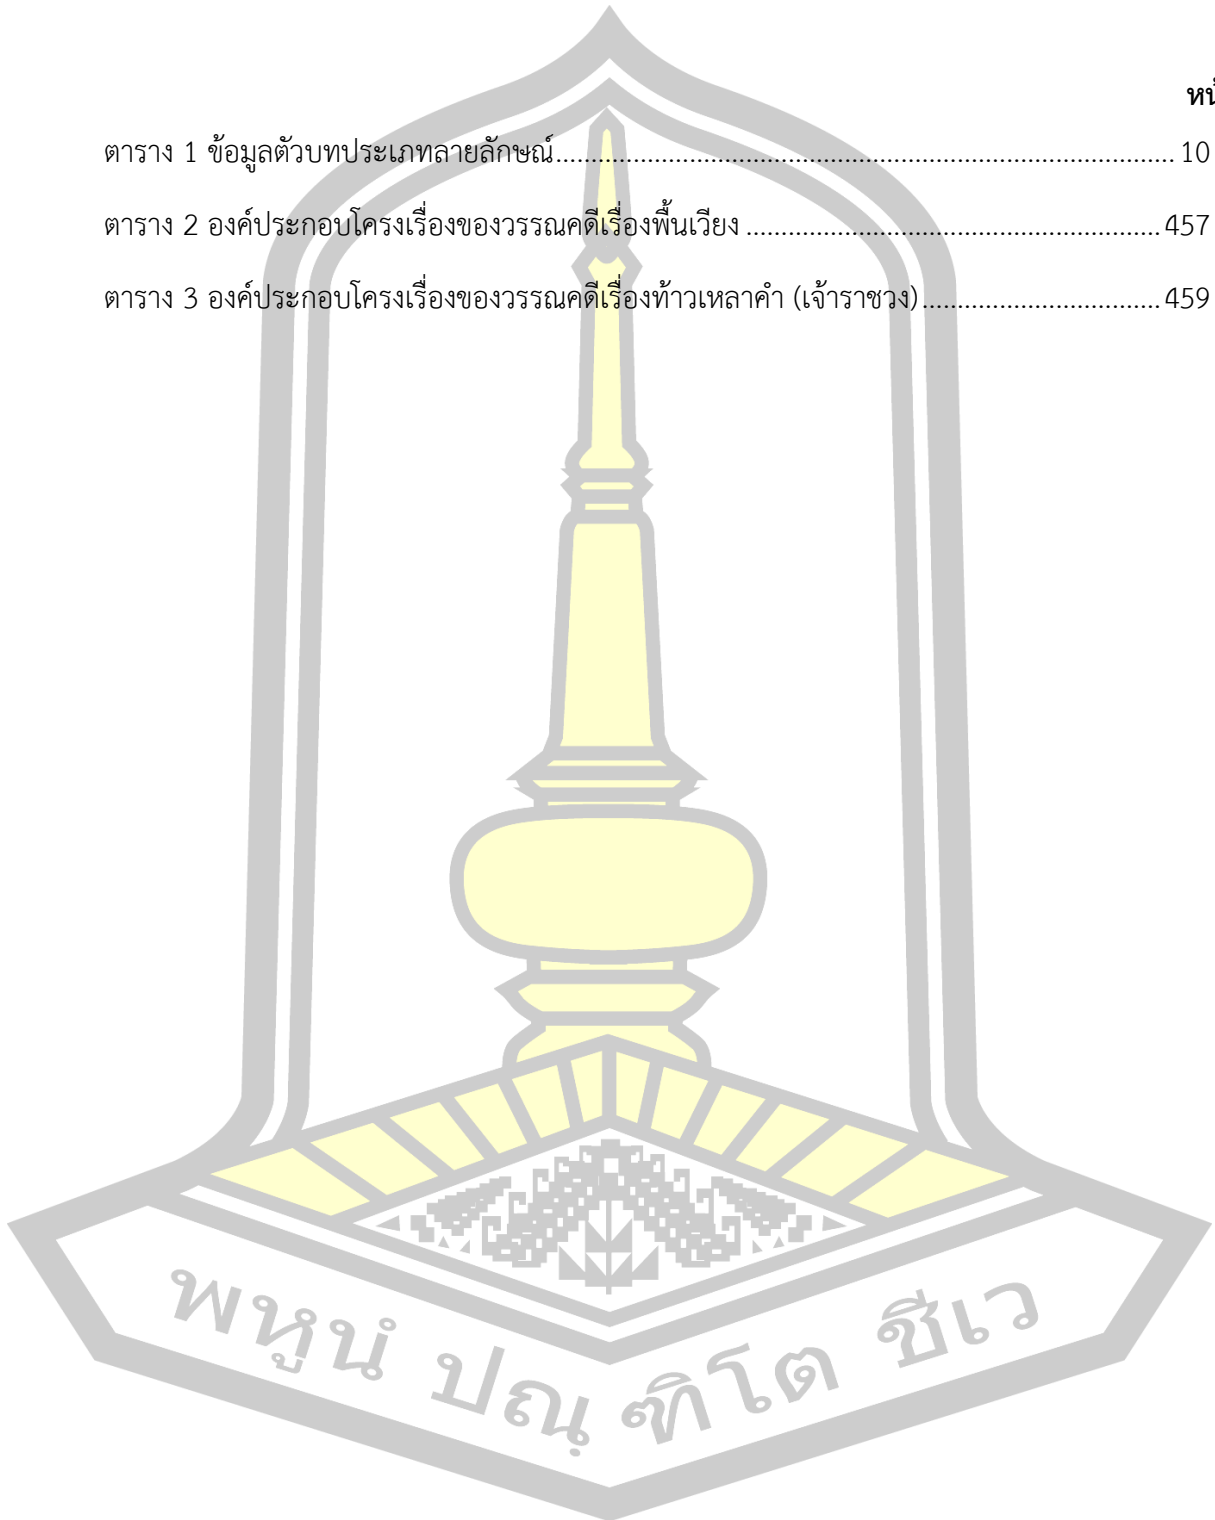 ตาราง 1 ข้อมูลตัวบทประเภทลายลักษณ์.......................................................................................... 10
ตาราง 2 องค์ประกอบโครงเรื่องของวรรณคดีเรื่องพื้นเวียง ............................................................ 457
ตาราง 3 องค์ประกอบโครงเรื่องของวรรณคดีเรื่องท้าวเหลาคำ (เจ้าราชวง) .................................. 459
พหูนํ ปณฺฑิโต ชีเว